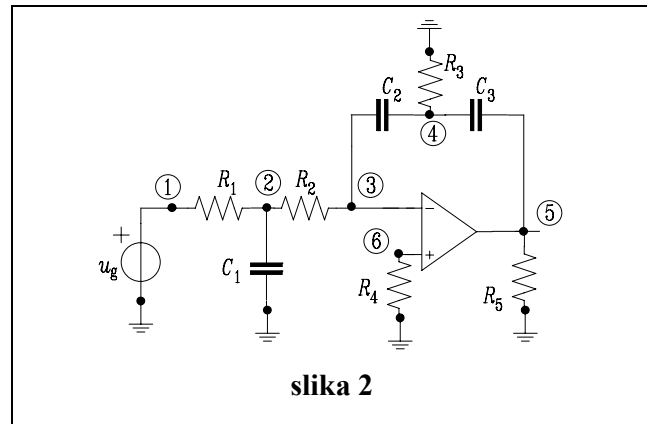 R3
C2
C3
④
R1
②
R2
③
①
⑤
⑥
+
ug
C1
−
+
R4
R5
slika 2